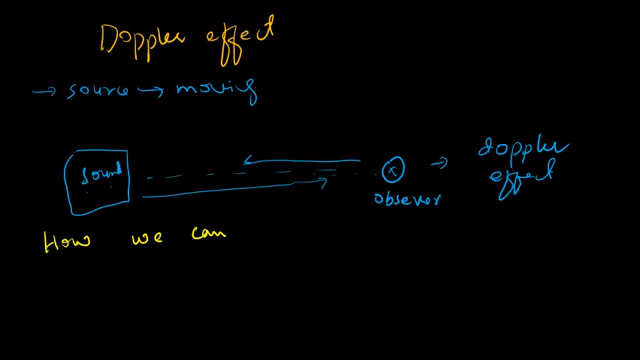 Doppler effect
→ source → moving
sound
observer
→ doppler
effect
How we can